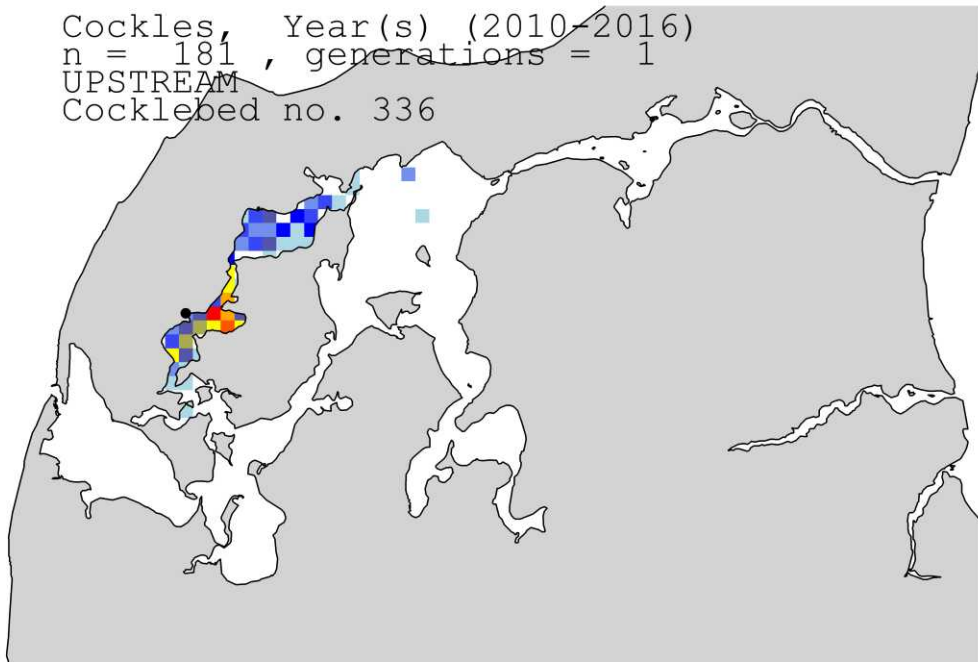 Cockles, Year(s) (2010-2016)
n = 181 , generations = 1
UPSTREAM
Cocklebed no. 336